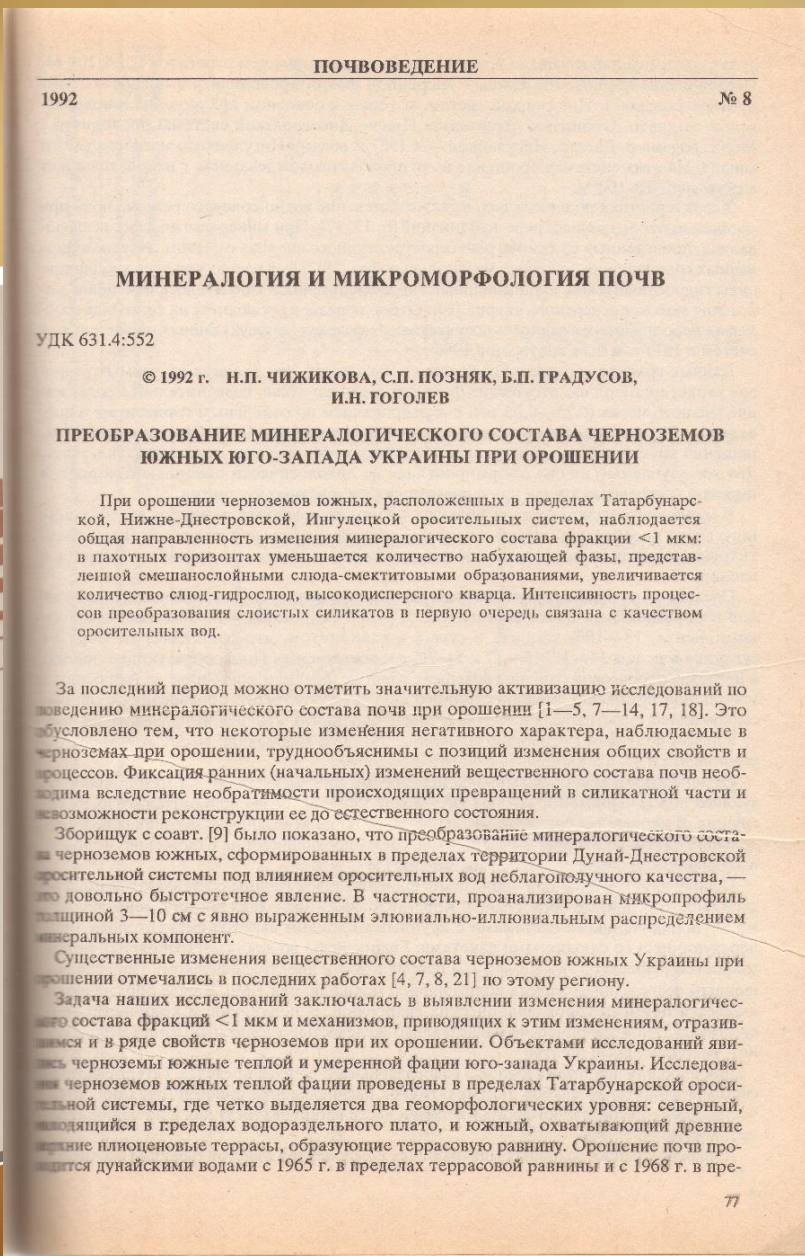 ПОЧВОВЕДЕНИЕ
1992 № 8
МИНЕРАЛОГИЯ И МИКРОМОРФОЛОГИЯ ПОЧВ
УДК 631.4:552
© 1992 г. Н.П. ЧИЖИКОВА, С.П. ПОЗНЯК, Б.П. ГРАДУСОВ,
И.Н. ГОГОЛЕВ
ПРЕОБРАЗОВАНИЕ МИНЕРАЛОГИЧЕСКОГО СОСТАВА ЧЕРНОЗЕМОВ
ЮЖНЫХ ЮГО-ЗАПАДА УКРАИНЫ ПРИ ОРОШЕНИИ
При орошении черноземов южных, расположенных в пределах Татарбунарс-
кой, Нижне-Днестровской, Ингулецкой оросительных систем, наблюдается
общая направленность изменения минералогического состава фракции <1 мкм:
в пахотных горизонтах уменьшается количество набухающей фазы, представ-
ленной смешанослойными слюда-смектитовыми образованиями, увеличивается
количество слюд-гидрослюд, высокодисперсного кварца. Интенсивность процес-
сов преобразования слоистых силикатов в первую очередь связана с качеством
оросительных вод.
За последний период можно отметить значительную активизацию исследований по
поведению минералогического состава почв при орошении [1—5, 7—14, 17, 18]. Это
обусловлено тем, что некоторые изменения негативного характера, наблюдаемые в
черноземах при орошении, труднообъяснимы с позиций изменения общих свойств и
процессов. Фиксация ранних (начальных) изменений вещественного состава почв необ-
ходима вследствие необратимости происходящих превращений в силикатной части и
невозможности реконструкции ее до естественного состояния.
Зборищук с соавт. [9] было показано, что преобразование минералогического соста-
ва черноземов южных, сформированных в пределах территории Дунай-Днестровской
оросительной системы под влиянием оросительных вод неблагополучного качества, —
это довольно быстротечное явление. В частности, проанализирован микропрофиль
толщиной 3—10 см с явно выраженным элювиально-иллювиальным распределением
минеральных компонент.
Существенные изменения вещественного состава черноземов южных Украины при
орошении отмечались в последних работах [4, 7, 8, 21] по этому региону.
Задача наших исследований заключалась в выявлении изменения минералогичес-
кого состава фракций <1 мкм и механизмов, приводящих к этим изменениям, отразив-
шимся и в ряде свойств черноземов при их орошении. Объектами исследований яви-
лись черноземы южные теплой и умеренной фации юго-запада Украины. Исследова-
ния черноземов южных теплой фации проведены в пределах Татарбунарской ороси-
тельной системы, где четко выделяется два геоморфологических уровня: северный,
находящийся в пределах водораздельного плато, и южный, охватывающий древние
верхние плиоценовые террасы, образующие террасовую равнину. Орошение почв про-
водится дунайскими водами с 1965 г. в пределах террасовой равнины и с 1968 г. в пре-
77